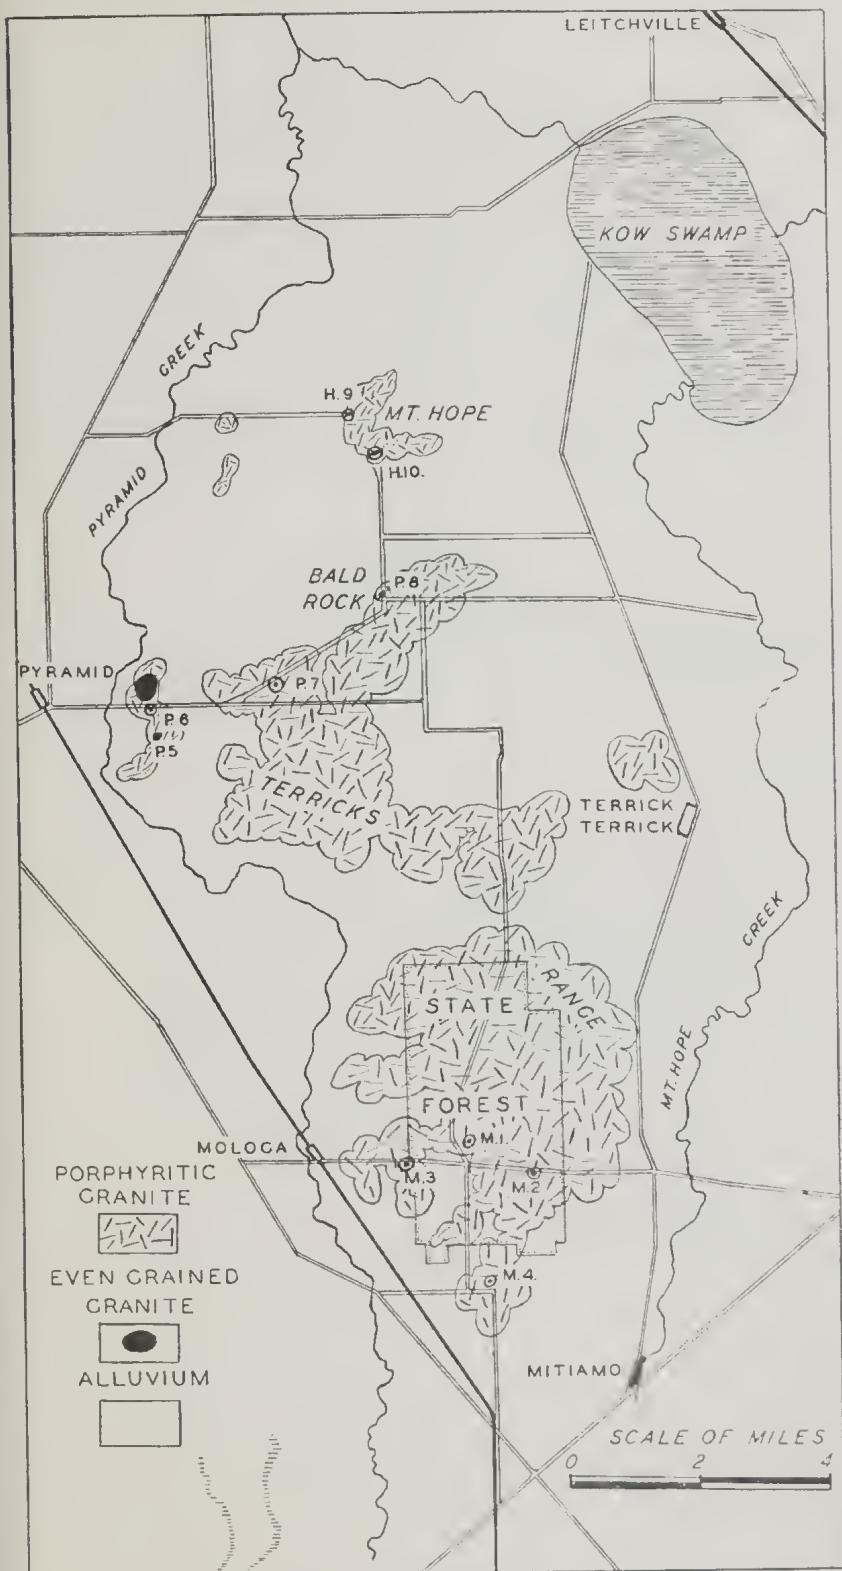 LEITCHVILLE
KOW SWAMP
CREEK
PYRAMID
H.9
MT. HOPE
H.10.
BALD
ROCK
P.8
PYRAMID
P.7
P.6
P.5
TERRICKS
TERRICK
TERRICK
CREEK
MT. HOPE
RANGE
STATE
FOREST
M.1.
MOLOGA
M.3
M.2
M.4.
PORPHYRITIC
GRANITE
EVEN GRAINED
GRANITE
ALLUVIUM
MITIAMO
SCALE OF MILES
0 2 4